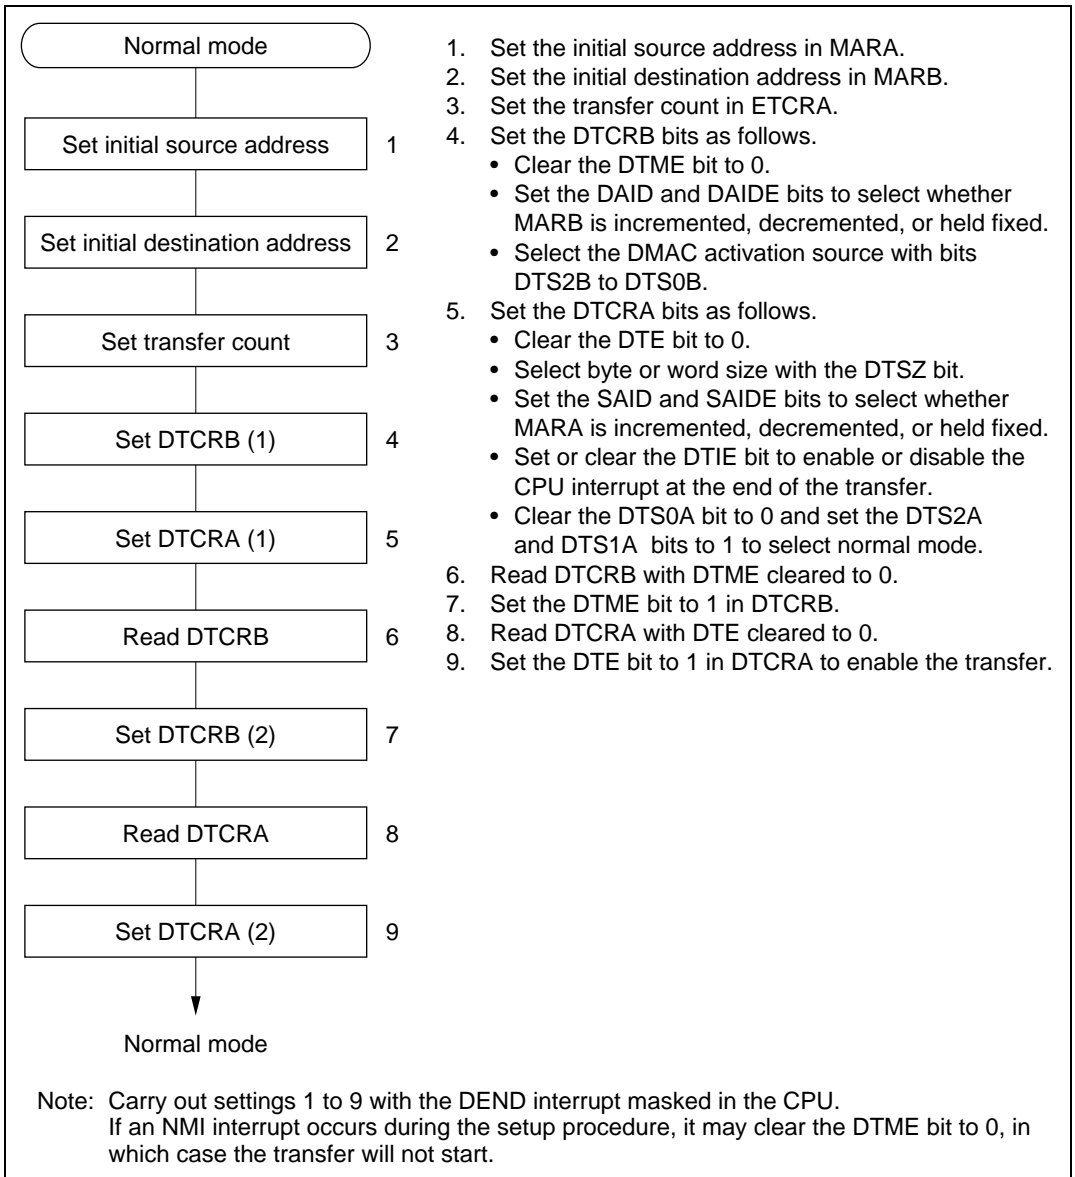 Normal mode
Set initial source address 1
Set initial destination address 2
Set transfer count 3
Set DTCRB (1) 4
Set DTCRA (1) 5
Read DTCRB 6
Set DTCRB (2) 7
Read DTCRA 8
Set DTCRA (2) 9
Normal mode
1. Set the initial source address in MARA.
2. Set the initial destination address in MARB.
3. Set the transfer count in ETCRA.
4. Set the DTCRB bits as follows.
• Clear the DTME bit to 0.
• Set the DAID and DAIDE bits to select whether
MARB is incremented, decremented, or held fixed.
• Select the DMAC activation source with bits
DTS2B to DTS0B.
5. Set the DTCRA bits as follows.
• Clear the DTE bit to 0.
• Select byte or word size with the DTSZ bit.
• Set the SAID and SAIDE bits to select whether
MARA is incremented, decremented, or held fixed.
• Set or clear the DTIE bit to enable or disable the
CPU interrupt at the end of the transfer.
• Clear the DTS0A bit to 0 and set the DTS2A
and DTS1A bits to 1 to select normal mode.
6. Read DTCRB with DTME cleared to 0.
7. Set the DTME bit to 1 in DTCRB.
8. Read DTCRA with DTE cleared to 0.
9. Set the DTE bit to 1 in DTCRA to enable the transfer.
Note: Carry out settings 1 to 9 with the DEND interrupt masked in the CPU.
If an NMI interrupt occurs during the setup procedure, it may clear the DTME bit to 0, in
which case the transfer will not start.